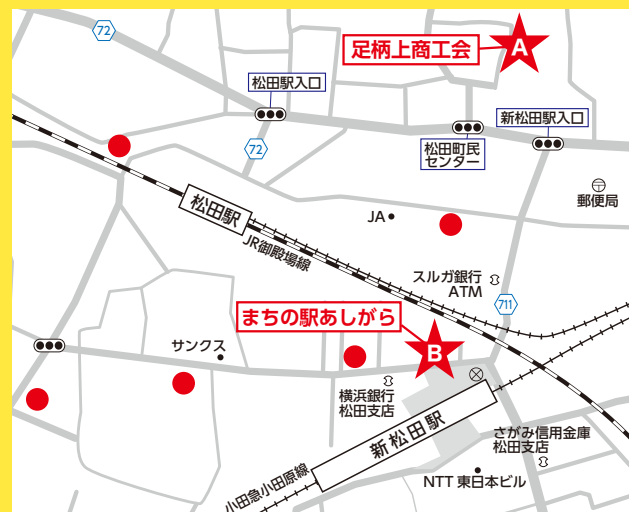 72
足柄上商工会
A
松田駅入口
新松田駅入口
72
松田町民
センター
郵便局
松田駅
JA
JR御殿場線
スルガ銀行
ATM
711
まちの駅あしがら
B
サンクス
横浜銀行
松田支店
新松田駅
さがみ信用金庫
松田支店
小田急小田原線
NTT 東日本ビル